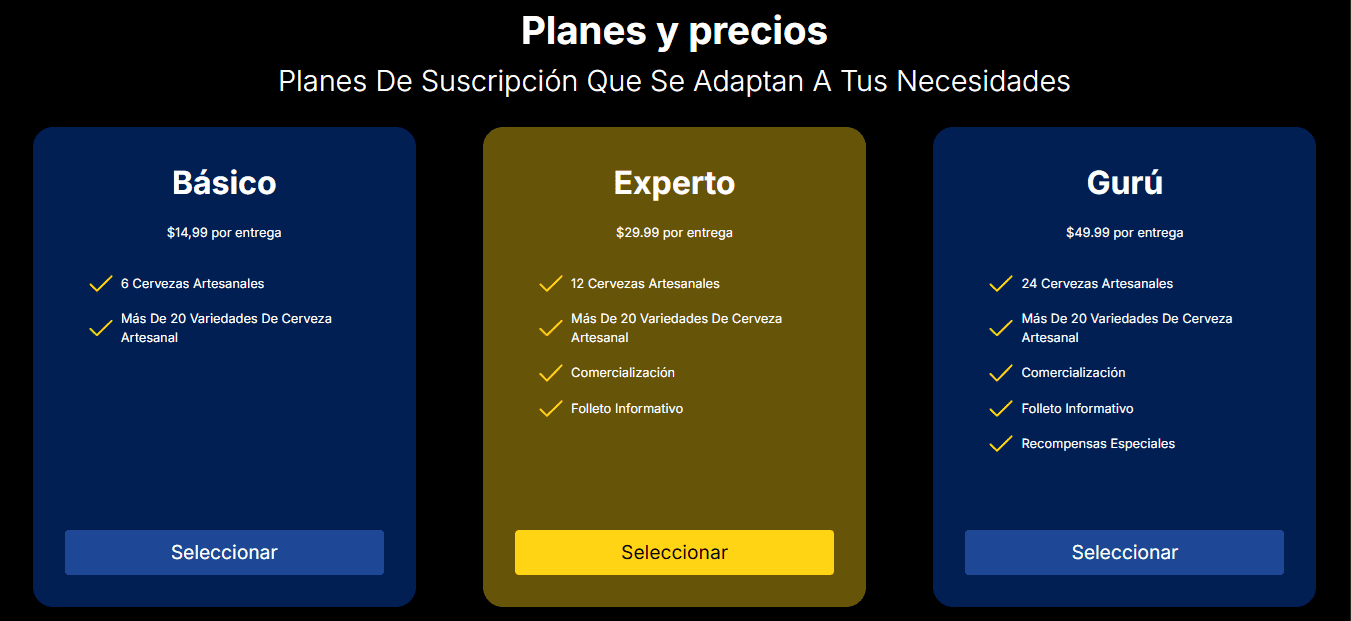 Planes y precios
Planes De Suscripción Que Se Adaptan A Tus Necesidades
Básico
$14,99 por entrega
6 Cervezas Artesanales
Más De 20 Variedades De Cerveza
Artesanal
Seleccionar
Experto
$29.99 por entrega
12 Cervezas Artesanales
Más De 20 Variedades De Cerveza
Artesanal
Comercialización
Folleto Informativo
Seleccionar
Gurú
$49.99 por entrega
24 Cervezas Artesanales
Más De 20 Variedades De Cerveza
Artesanal
Comercialización
Folleto Informativo
Recompensas Especiales
Seleccionar